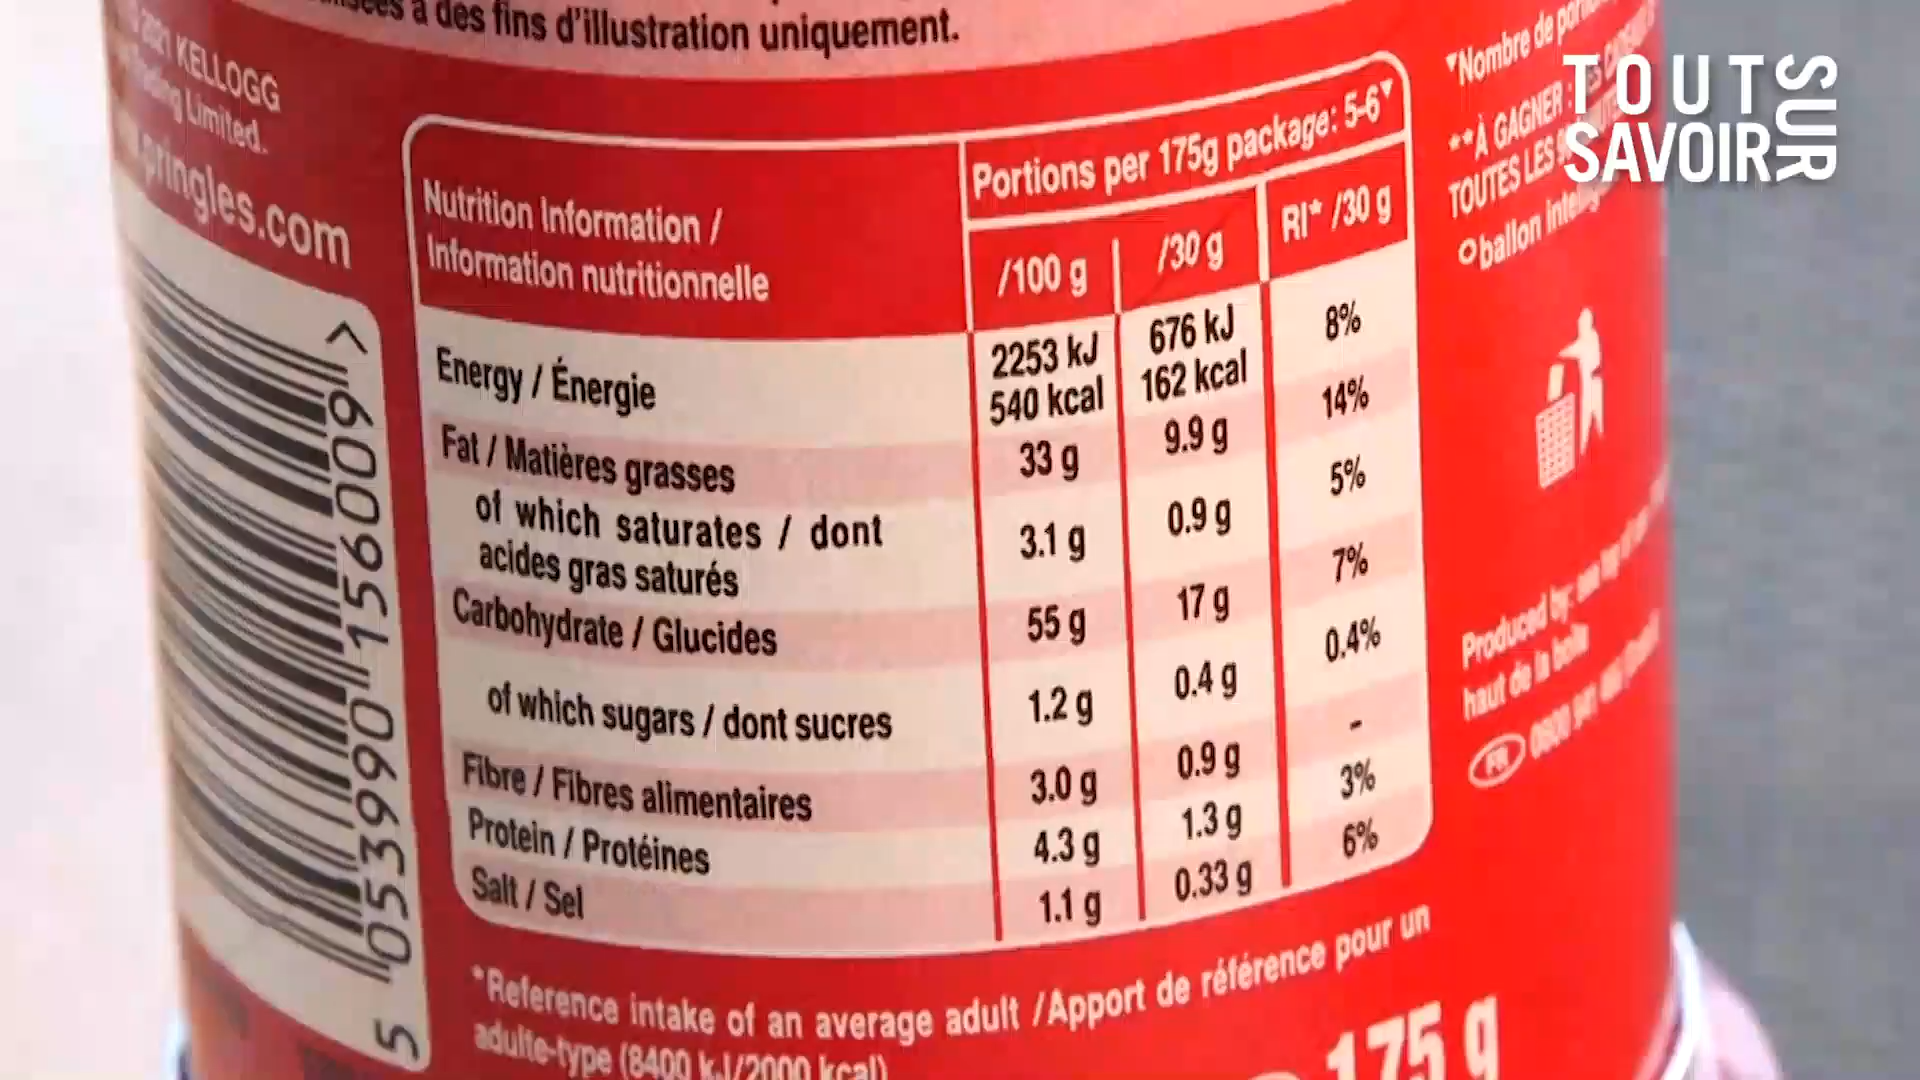 à des fins d'illustration uniquement.
2021 KELLOGG
Trading Limited.
pringles.com
5 053990 156009 >
Nutrition Information /
Information nutritionnelle
Portions per 175g package: 5-6▼
/100 g /30 g RI* /30 g
Energy / Énergie 2253 kJ 676 kJ 8%
540 kcal 162 kcal
Fat / Matières grasses 33 g 9.9 g 14%
of which saturates / dont
acides gras saturés 3.1 g 0.9 g 5%
Carbohydrate / Glucides 55 g 17 g 7%
of which sugars / dont sucres 1.2 g 0.4 g 0.4%
Fibre / Fibres alimentaires 3.0 g 0.9 g -
Protein / Protéines 4.3 g 1.3 g 3%
Salt / Sel 1.1 g 0.33 g 6%
*Reference intake of an average adult /Apport de référence pour un
adulte-type (8400 kJ/2000 kcal)
175 g
▼Nombre de
**À GAGNER :
TOUTES LES
ballon
Produced by:
haut de la boîte
FR 0800
TOUT
SAVOIR
SUR